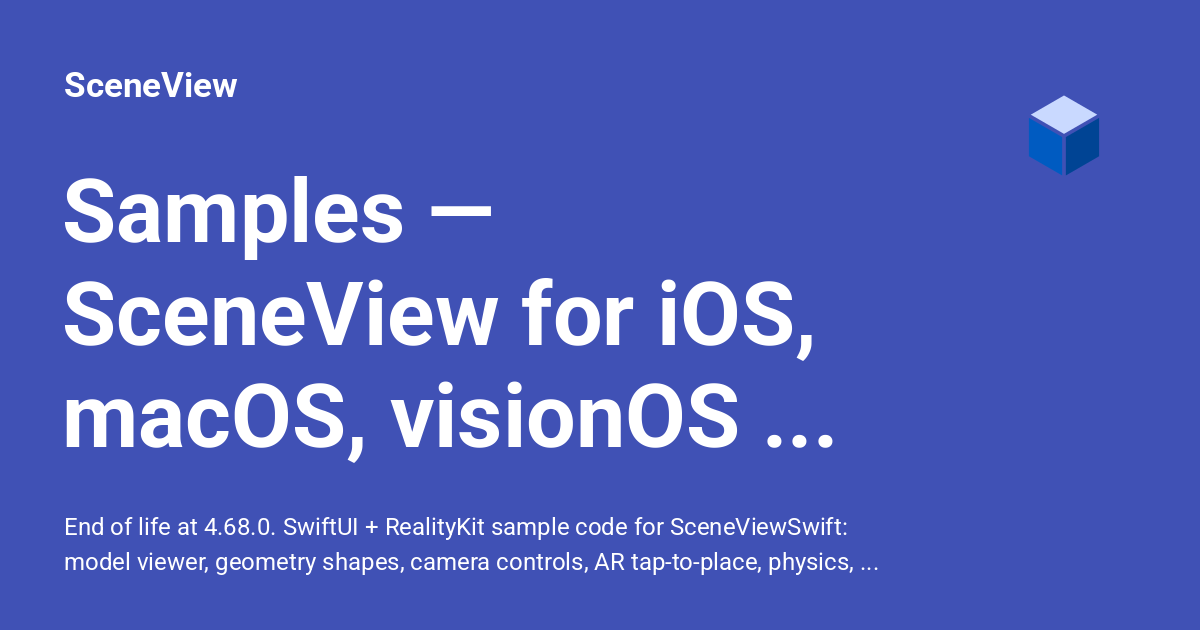 SceneView
Samples —
SceneView for iOS,
macOS, visionOS ...
End of life at 4.68.0. SwiftUI + RealityKit sample code for SceneViewSwift:
model viewer, geometry shapes, camera controls, AR tap-to-place, physics, ...